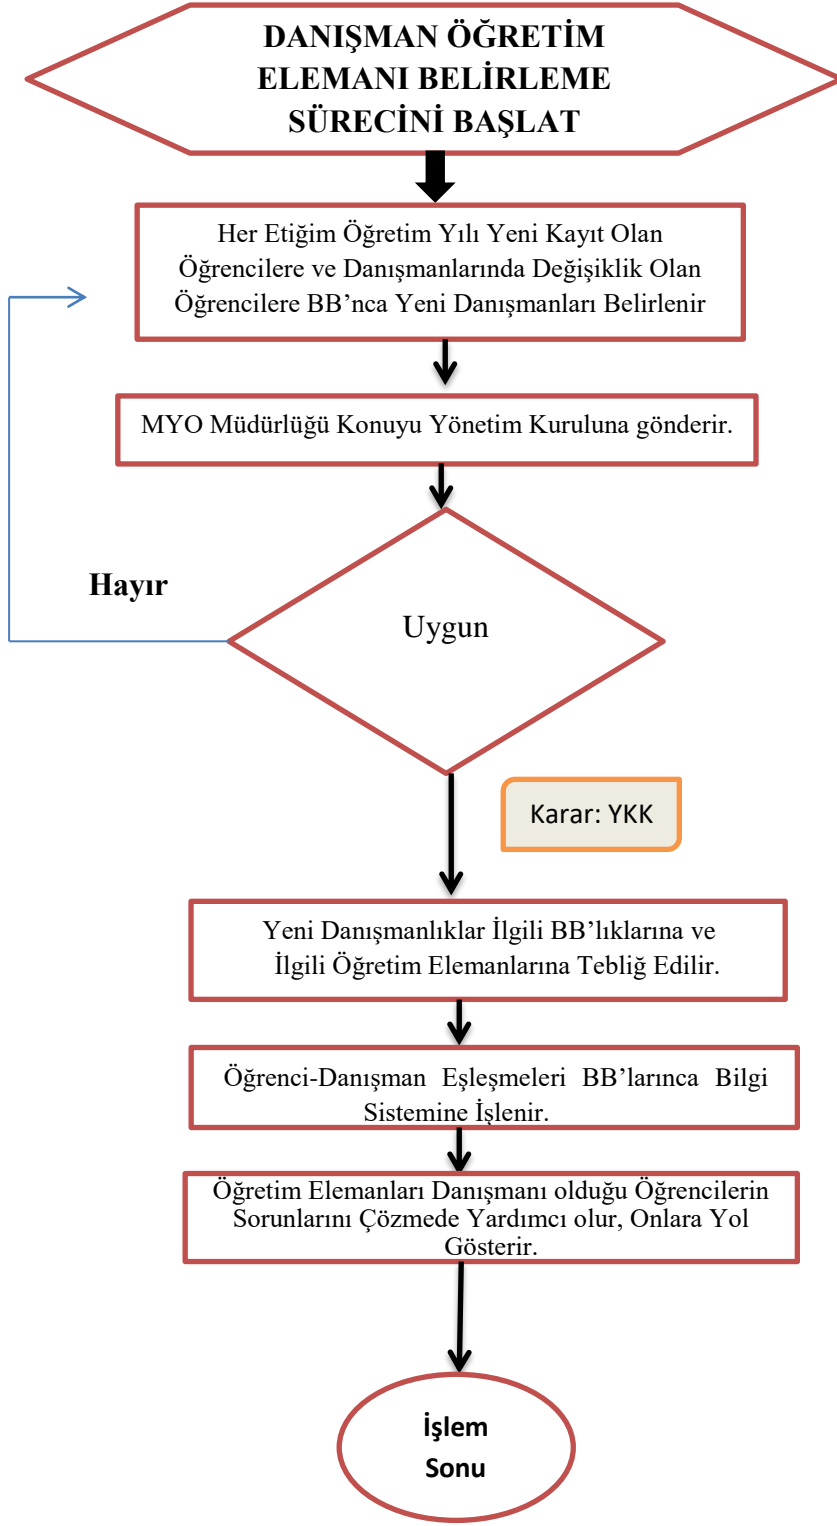 DANIŞMAN ÖĞRETİM
ELEMANI BELİRLEME
SÜRECİNİ BAŞLAT
Her Etiğim Öğretim Yılı Yeni Kayıt Olan
Öğrencilere ve Danışmanlarında Değişiklik Olan
Öğrencilere BB’nca Yeni Danışmanları Belirlenir
MYO Müdürlüğü Konuyu Yönetim Kuruluna gönderir.
Hayır
Uygun
Karar: YKK
Yeni Danışmanlıklar İlgili BB’lıklarına ve
İlgili Öğretim Elemanlarına Tebliğ Edilir.
Öğrenci-Danışman Eşleşmeleri BB’larınca Bilgi
Sistemine İşlenir.
Öğretim Elemanları Danışmanı olduğu Öğrencilerin
Sorunlarını Çözmede Yardımcı olur, Onlara Yol
Gösterir.
İşlem
Sonu